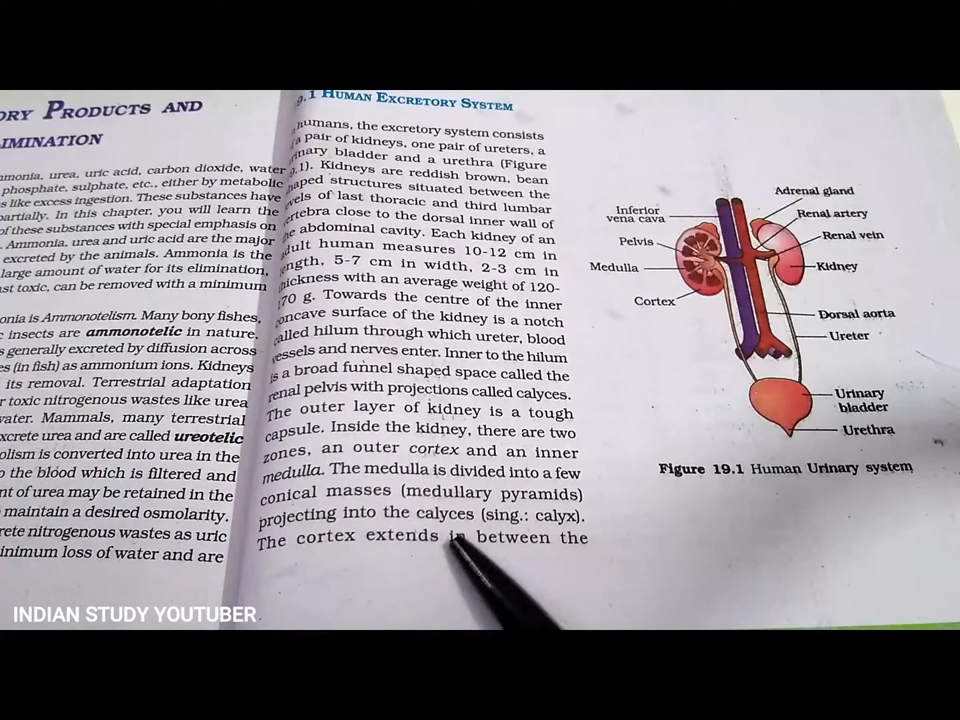 ORY PRODUCTS AND
LIMINATION
mmonia, urea, uric acid, carbon dioxide, water
phosphate, sulphate, etc., either by metabolic
s like excess ingestion. These substances have
partially. In this chapter, you will learn the
of these substances with special emphasis on
. Ammonia, urea and uric acid are the major
excreted by the animals. Ammonia is the
large amount of water for its elimination,
st toxic, can be removed with a minimum
onia is Ammonotelism. Many bony fishes,
insects are ammonotelic in nature.
s generally excreted by diffusion across
es (in fish) as ammonium ions. Kidneys
its removal. Terrestrial adaptation
r toxic nitrogenous wastes like urea
water. Mammals, many terrestrial
xcrete urea and are called ureotelic
olism is converted into urea in the
o the blood which is filtered and
nt of urea may be retained in the
maintain a desired osmolarity.
rete nitrogenous wastes as uric
inimum loss of water and are
9.1 HUMAN EXCRETORY SYSTEM
humans, the excretory system consists
a pair of kidneys, one pair of ureters, a
rinary bladder and a urethra (Figure
9.1). Kidneys are reddish brown, bean
haped structures situated between the
vels of last thoracic and third lumbar
ertebra close to the dorsal inner wall of
he abdominal cavity. Each kidney of an
dult human measures 10-12 cm in
ength, 5-7 cm in width, 2-3 cm in
hickness with an average weight of 120-
170 g. Towards the centre of the inner
concave surface of the kidney is a notch
called hilum through which ureter, blood
vessels and nerves enter. Inner to the hilum
is a broad funnel shaped space called the
renal pelvis with projections called calyces.
The outer layer of kidney is a tough
capsule. Inside the kidney, there are two
zones, an outer cortex and an inner
medulla. The medulla is divided into a few
conical masses (medullary pyramids)
projecting into the calyces (sing.: calyx).
The cortex extends in between the
Adrenal gland
Inferior
vena cava
Renal artery
Renal vein
Pelvis
Medulla
Kidney
Cortex
Dorsal aorta
Ureter
Urinary
bladder
Urethra
Figure 19.1 Human Urinary system
INDIAN STUDY YOUTUBER